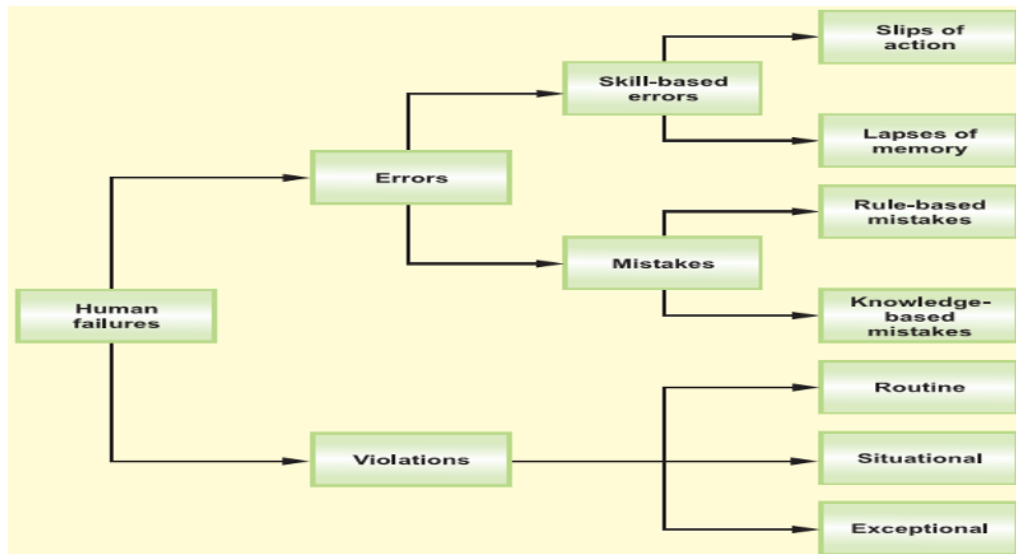 Slips of
action
Skill-based
errors
Lapses of
memory
Errors
Rule-based
mistakes
Mistakes
Human
failures
Knowledge-
based
mistakes
Routine
Violations
Situational
Exceptional